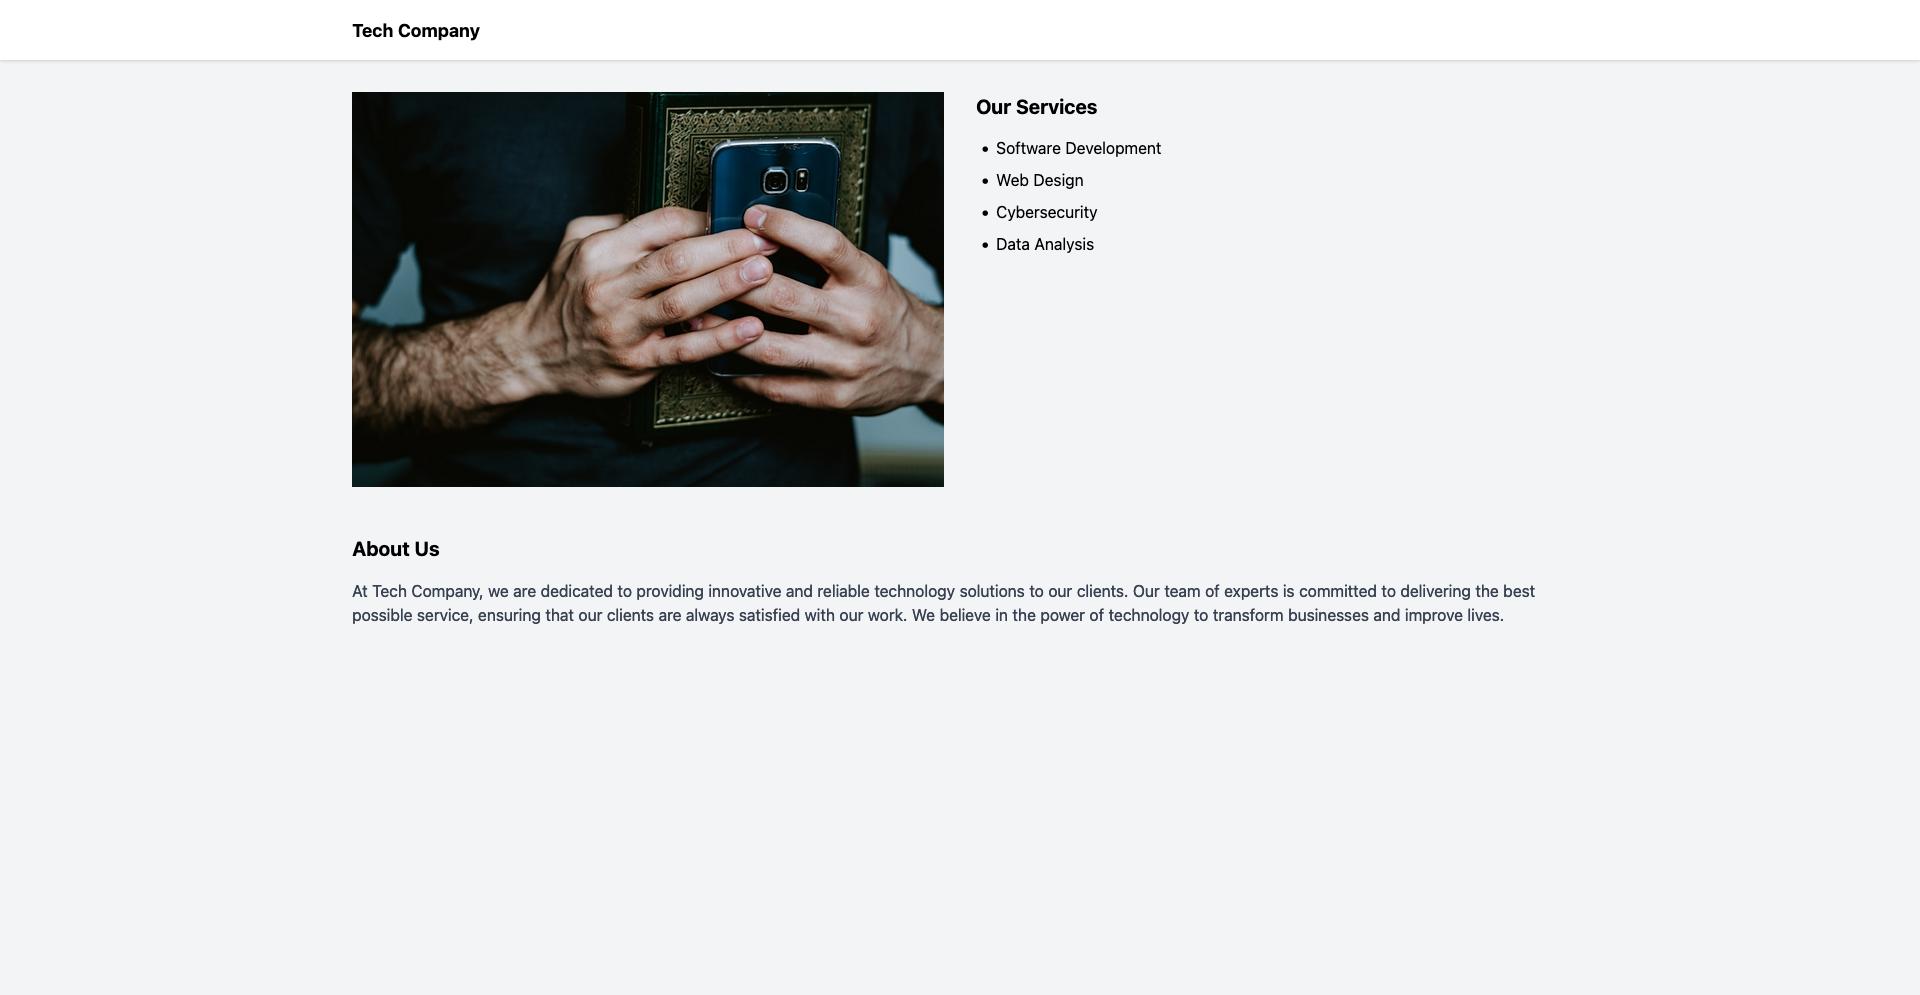 Tech Company
Our Services
• Software Development
• Web Design
• Cybersecurity
• Data Analysis
About Us
At Tech Company, we are dedicated to providing innovative and reliable technology solutions to our clients. Our team of experts is committed to delivering the best
possible service, ensuring that our clients are always satisfied with our work. We believe in the power of technology to transform businesses and improve lives.